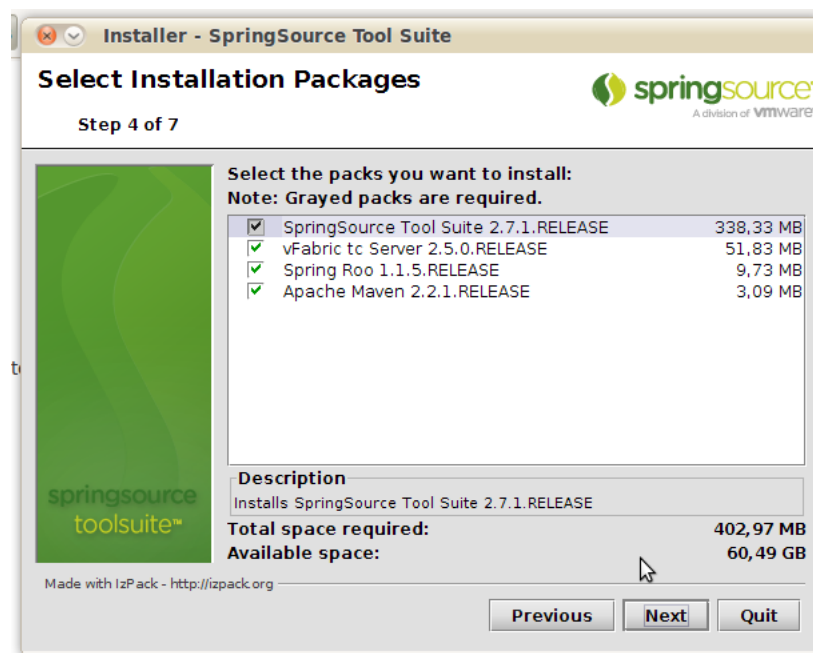 Installer - SpringSource Tool Suite
Select Installation Packages
Step 4 of 7
springsource
A division of vmware
Select the packs you want to install:
Note: Grayed packs are required.
SpringSource Tool Suite 2.7.1.RELEASE 338,33 MB
vFabric tc Server 2.5.0.RELEASE 51,83 MB
Spring Roo 1.1.5.RELEASE 9,73 MB
Apache Maven 2.2.1.RELEASE 3,09 MB
springsource
toolsuite™
Description
Installs SpringSource Tool Suite 2.7.1.RELEASE
Total space required: 402,97 MB
Available space: 60,49 GB
Made with IzPack - http://izpack.org
Previous Next Quit